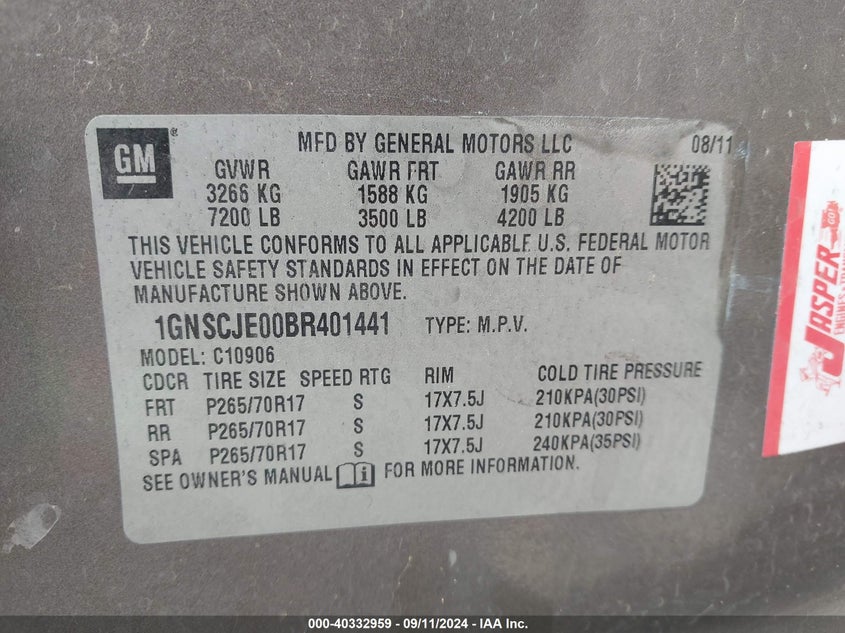 GM
MFD BY GENERAL MOTORS LLC 08/11
GVWR GAWR FRT GAWR RR
3266 KG 1588 KG 1905 KG
7200 LB 3500 LB 4200 LB
THIS VEHICLE CONFORMS TO ALL APPLICABLE U.S. FEDERAL MOTOR
VEHICLE SAFETY STANDARDS IN EFFECT ON THE DATE OF
MANUFACTURE SHOWN ABOVE.
1GNSCJE00BR401441 TYPE: M.P.V.
MODEL: C10906
CDCR TIRE SIZE SPEED RTG RIM COLD TIRE PRESSURE
FRT P265/70R17 S 17X7.5J 210KPA(30PSI)
RR P265/70R17 S 17X7.5J 210KPA(30PSI)
SPA P265/70R17 S 17X7.5J 240KPA(35PSI)
SEE OWNER'S MANUAL FOR MORE INFORMATION.
JASPER
000-40332959 - 09/11/2024 - IAA Inc.